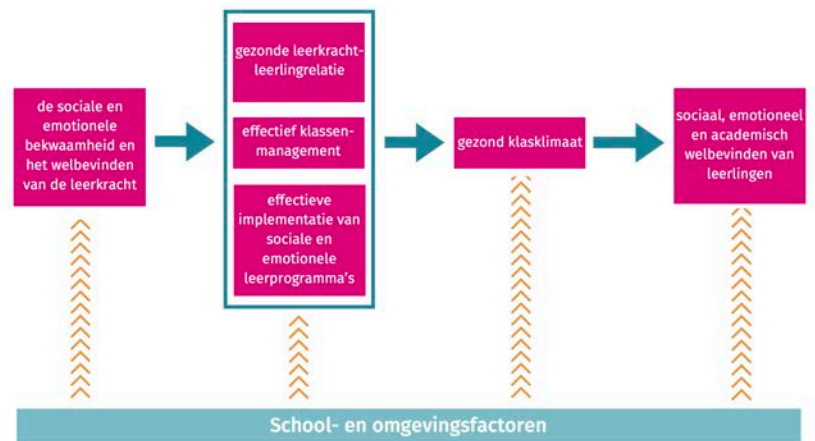 de sociale en
emotionele
bekwaamheid en
het welbevinden
van de leerkracht
gezonde leerkracht-
leerlingrelatie
effectief klassen-
management
effectieve
implementatie van
sociale en
emotionele
leerprogramma's
gezond klasklimaat
sociaal, emotioneel
en academisch
welbevinden van
leerlingen
School- en omgevingsfactoren